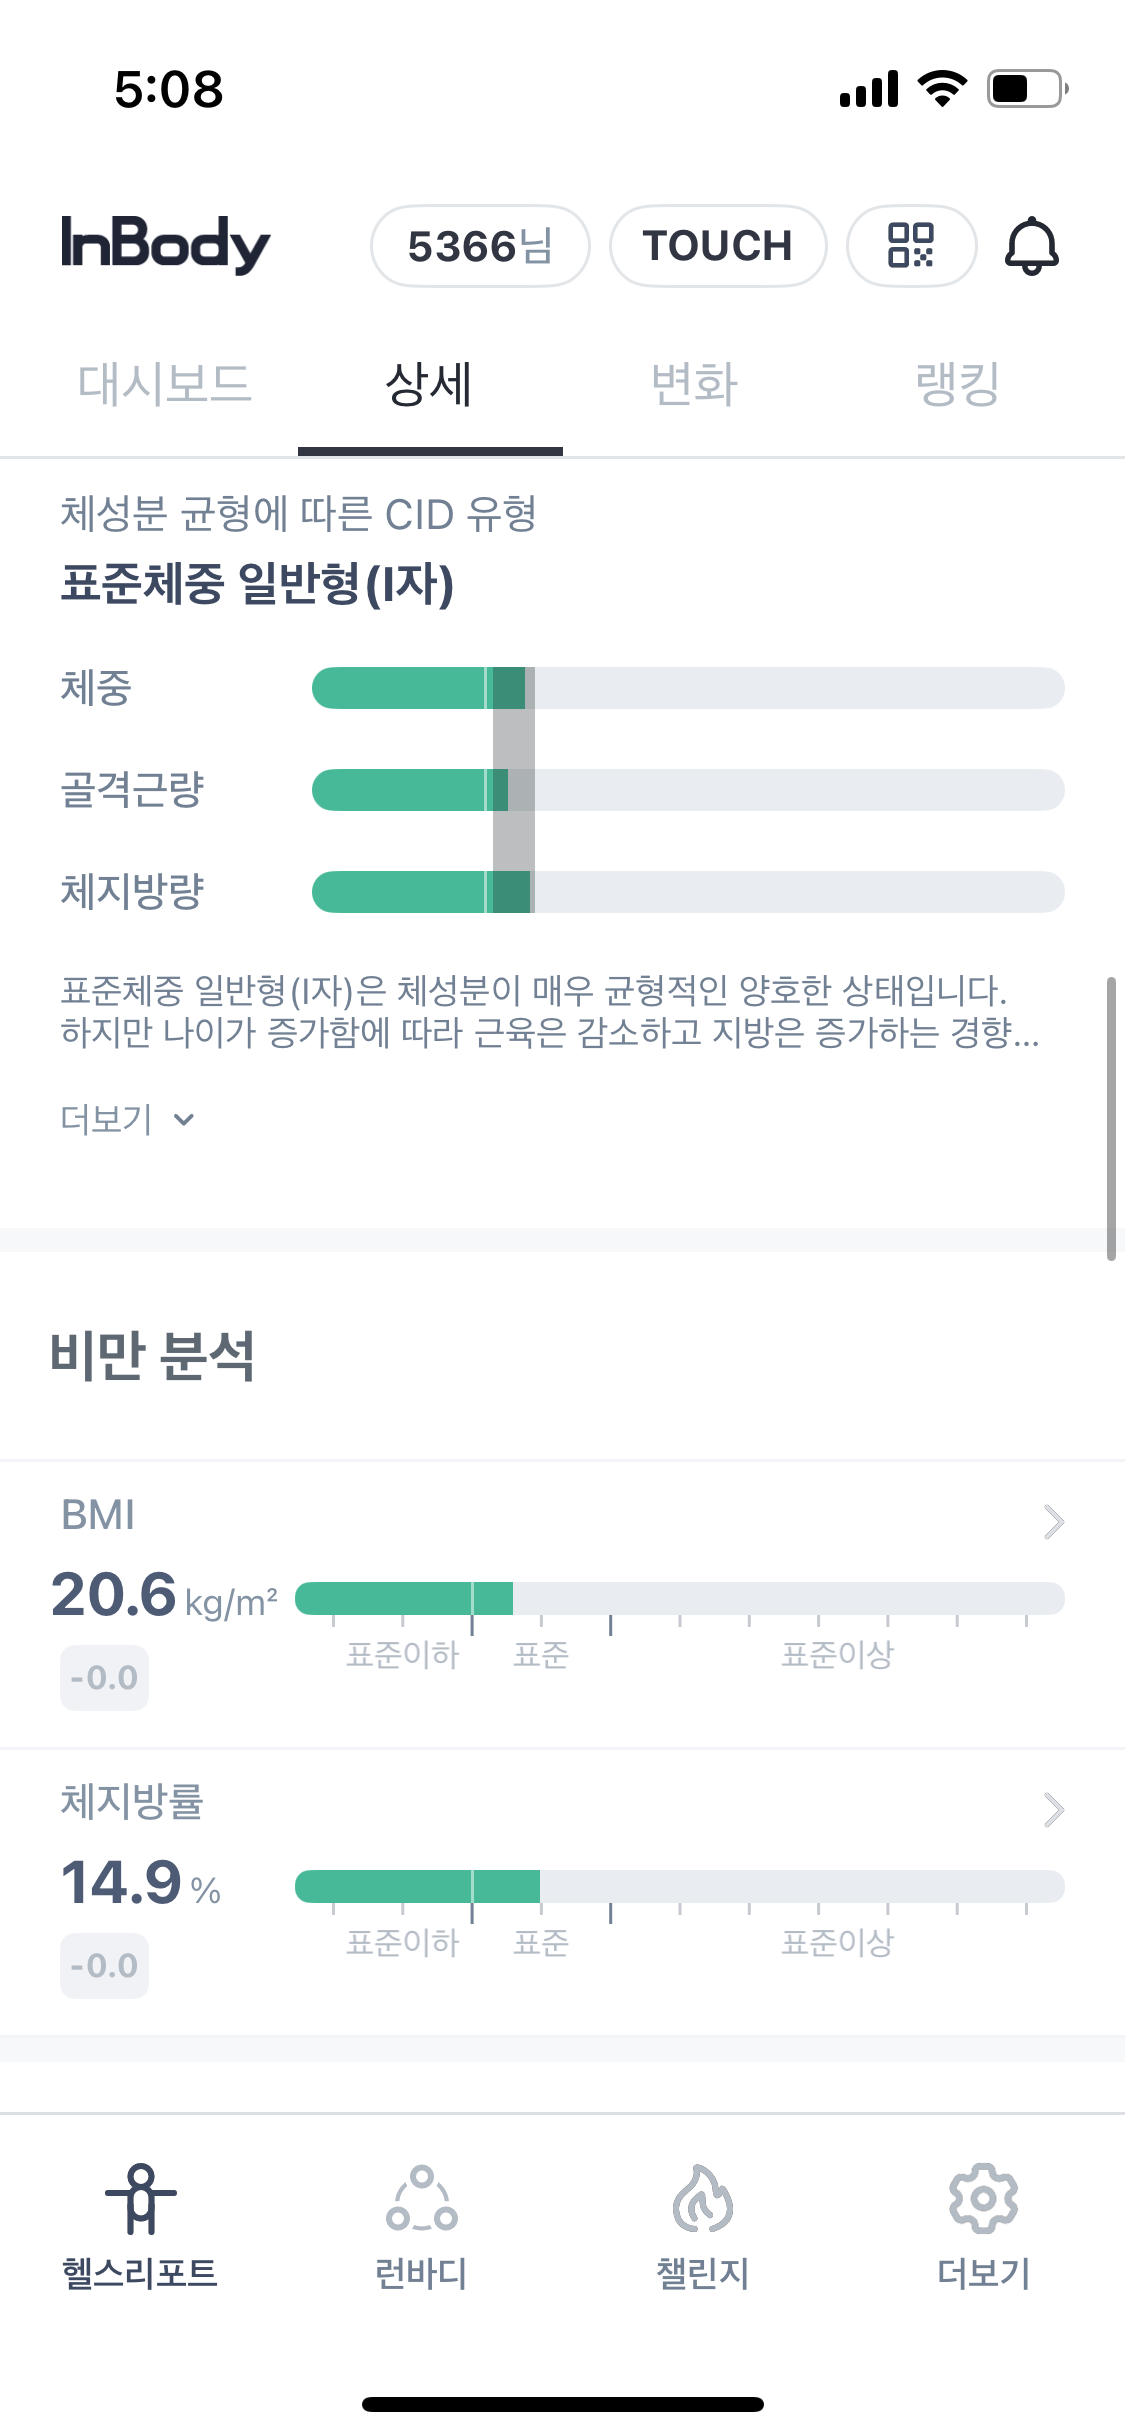 5:08
InBody 5366님 TOUCH
대시보드 상세 변화 랭킹
체성분 균형에 따른 CID 유형
표준체중 일반형(I자)
체중
골격근량
체지방량
표준체중 일반형(I자)은 체성분이 매우 균형적인 양호한 상태입니다.
하지만 나이가 증가함에 따라 근육은 감소하고 지방은 증가하는 경향...
더보기
비만 분석
BMI
20.6 kg/m²
표준이하 표준 표준이상
-0.0
체지방률
14.9 %
표준이하 표준 표준이상
-0.0
헬스리포트 런바디 챌린지 더보기